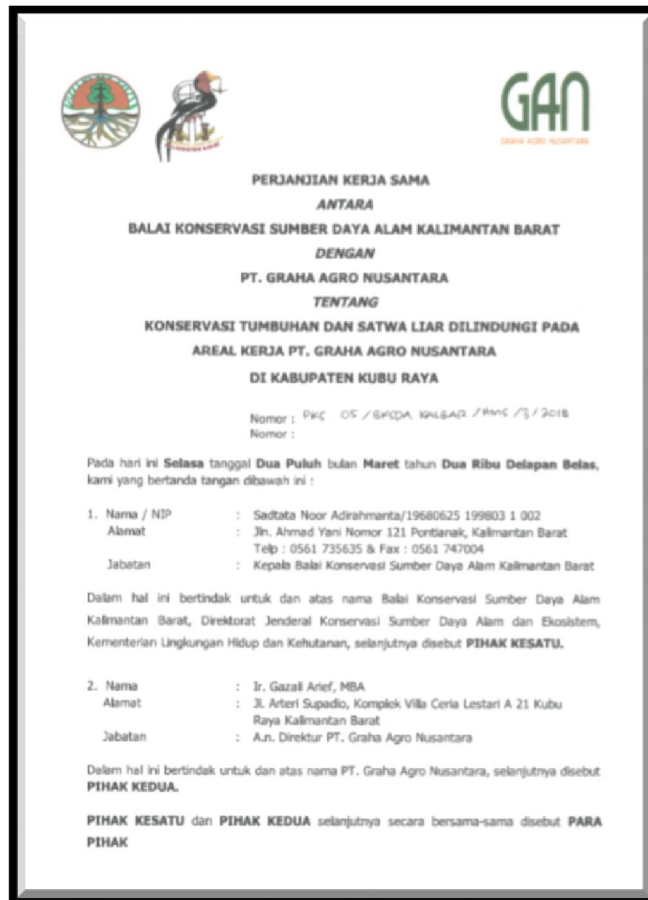 GAN
GRAHA AGRO NUSANTARA
KALIMANTAN BARAT
PERJANJIAN KERJA SAMA
ANTARA
BALAI KONSERVASI SUMBER DAYA ALAM KALIMANTAN BARAT
DENGAN
PT. GRAHA AGRO NUSANTARA
TENTANG
KONSERVASI TUMBUHAN DAN SATWA LIAR DILINDUNGI PADA
AREAL KERJA PT. GRAHA AGRO NUSANTARA
DI KABUPATEN KUBU RAYA
Nomor : PKS 05 / BKSDA KALBAR / HMS /3 / 2018
Nomor :
Pada hari ini Selasa tanggal Dua Puluh bulan Maret tahun Dua Ribu Delapan Belas,
kami yang bertanda tangan dibawah ini :
1. Nama / NIP : Sadtata Noor Adirahmanta/19680625 199803 1 002
Alamat : Jln. Ahmad Yani Nomor 121 Pontianak, Kalimantan Barat
Telp : 0561 735635 & Fax : 0561 747004
Jabatan : Kepala Balai Konservasi Sumber Daya Alam Kalimantan Barat
Dalam hal ini bertindak untuk dan atas nama Balai Konservasi Sumber Daya Alam
Kalimantan Barat, Direktorat Jenderal Konservasi Sumber Daya Alam dan Ekosistem,
Kementerian Lingkungan Hidup dan Kehutanan, selanjutnya disebut PIHAK KESATU.
2. Nama : Ir. Gazali Arief, MBA
Alamat : Jl. Arteri Supadio, Komplek Villa Ceria Lestari A 21 Kubu
Raya Kalimantan Barat
Jabatan : A.n. Direktur PT. Graha Agro Nusantara
Dalam hal ini bertindak untuk dan atas nama PT. Graha Agro Nusantara, selanjutnya disebut
PIHAK KEDUA.
PIHAK KESATU dan PIHAK KEDUA selanjutnya secara bersama-sama disebut PARA
PIHAK